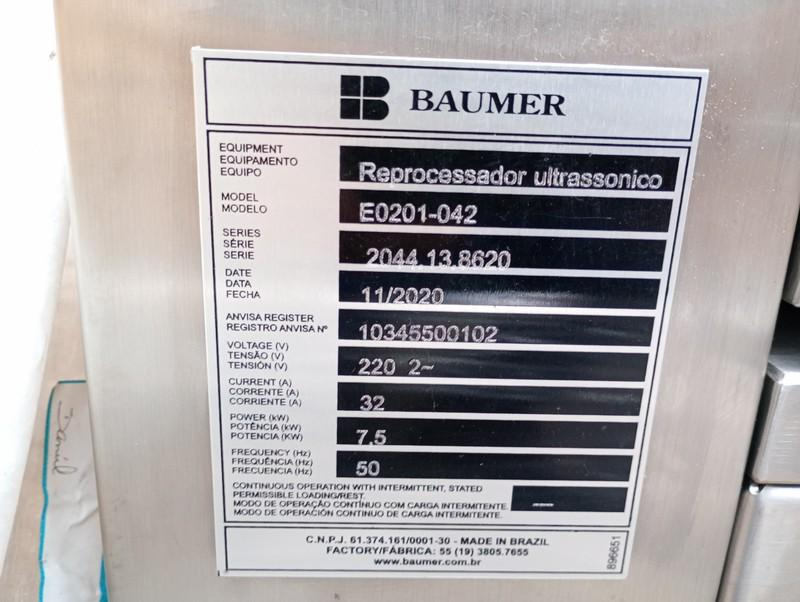 BAUMER
EQUIPMENT
EQUIPAMENTO
EQUIPO
Reprocessador ultrassonico
MODEL
MODELO
E0201-042
SERIES
SÉRIE
SERIE
2044.13.8620
DATE
DATA
FECHA
11/2020
ANVISA REGISTER
REGISTRO ANVISA Nº
10345500102
VOLTAGE (V)
TENSÃO (V)
TENSIÓN (V)
220 2~
CURRENT (A)
CORRENTE (A)
CORRIENTE (A)
32
POWER (kW)
POTÊNCIA (kW)
POTENCIA (KW)
7,5
FREQUENCY (Hz)
FREQUÊNCIA (Hz)
FRECUENCIA (Hz)
50
CONTINUOUS OPERATION WITH INTERMITTENT, STATED
PERMISSIBLE LOADING/REST.
MODO DE OPERAÇÃO CONTÍNUO COM CARGA INTERMITENTE.
MODO DE OPERACIÓN CONTINUO DE CARGA INTERMITENTE.
C.N.P.J. 61.374.161/0001-30 - MADE IN BRAZIL
FACTORY/FÁBRICA: 55 (19) 3805.7655
www.baumer.com.br
896651